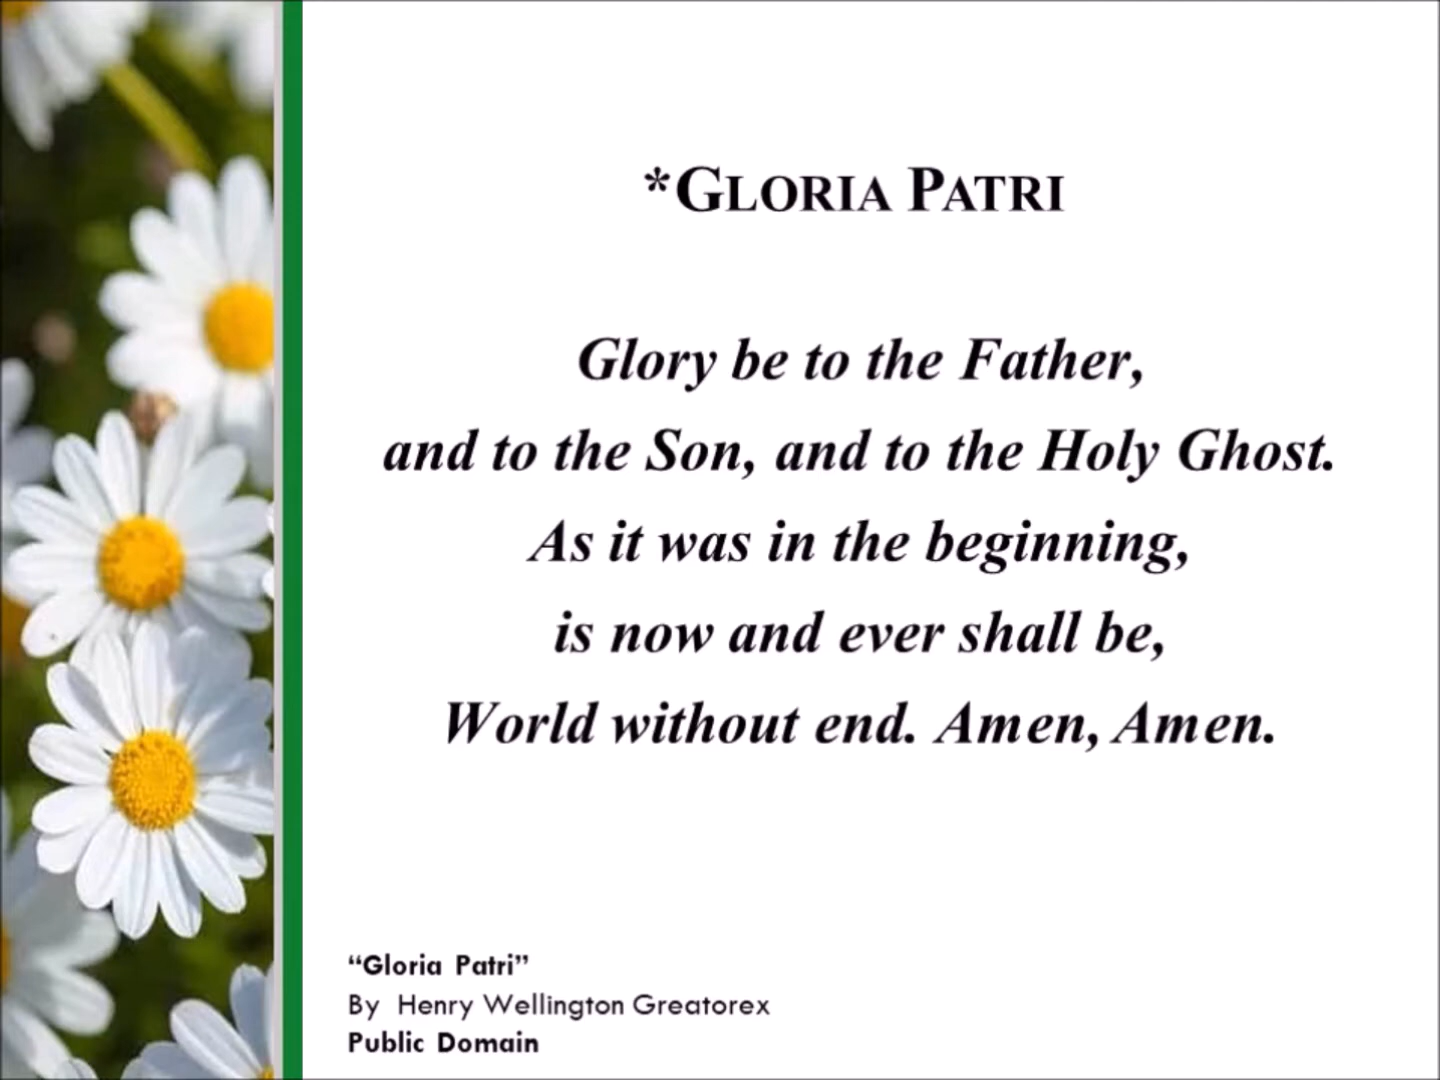 *GLORIA PATRI
Glory be to the Father,
and to the Son, and to the Holy Ghost.
As it was in the beginning,
is now and ever shall be,
World without end. Amen, Amen.
“Gloria Patri”
By Henry Wellington Greatorex
Public Domain